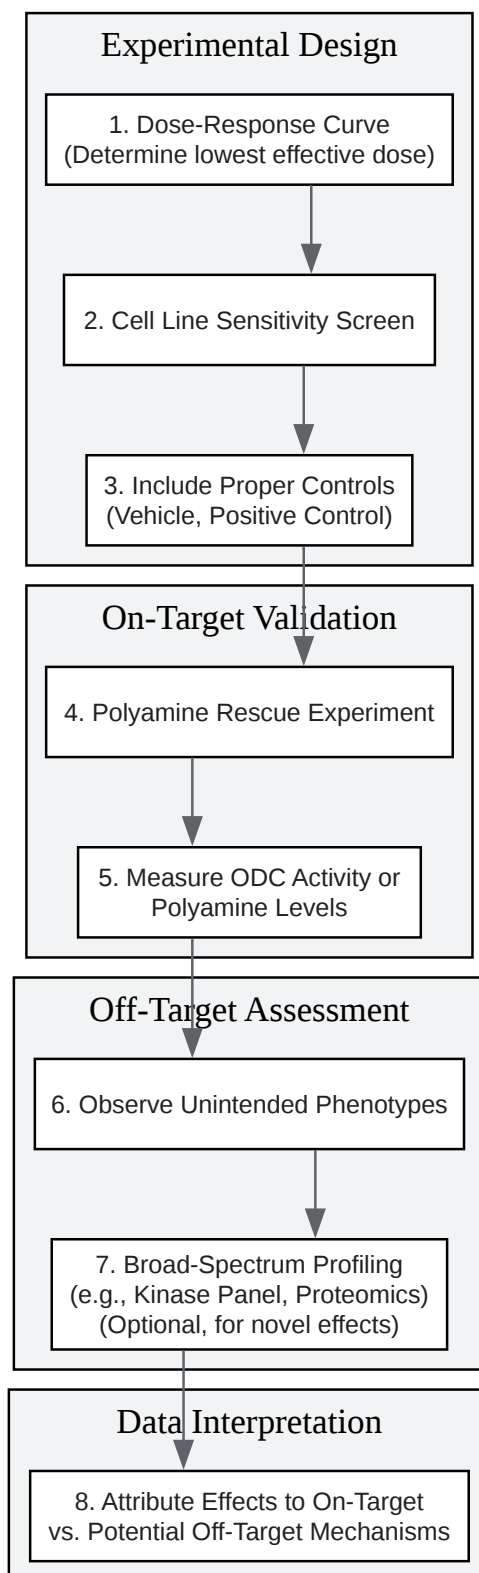 Experimental Design
1. Dose-Response Curve
(Determine lowest effective dose)
2. Cell Line Sensitivity Screen
3. Include Proper Controls
(Vehicle, Positive Control)
On-Target Validation
4. Polyamine Rescue Experiment
5. Measure ODC Activity or
Polyamine Levels
Off-Target Assessment
6. Observe Unintended Phenotypes
7. Broad-Spectrum Profiling
(e.g., Kinase Panel, Proteomics)
(Optional, for novel effects)
Data Interpretation
8. Attribute Effects to On-Target
vs. Potential Off-Target Mechanisms